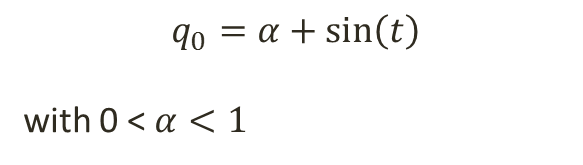 q₀ = α + sin(t)
with 0 < α < 1